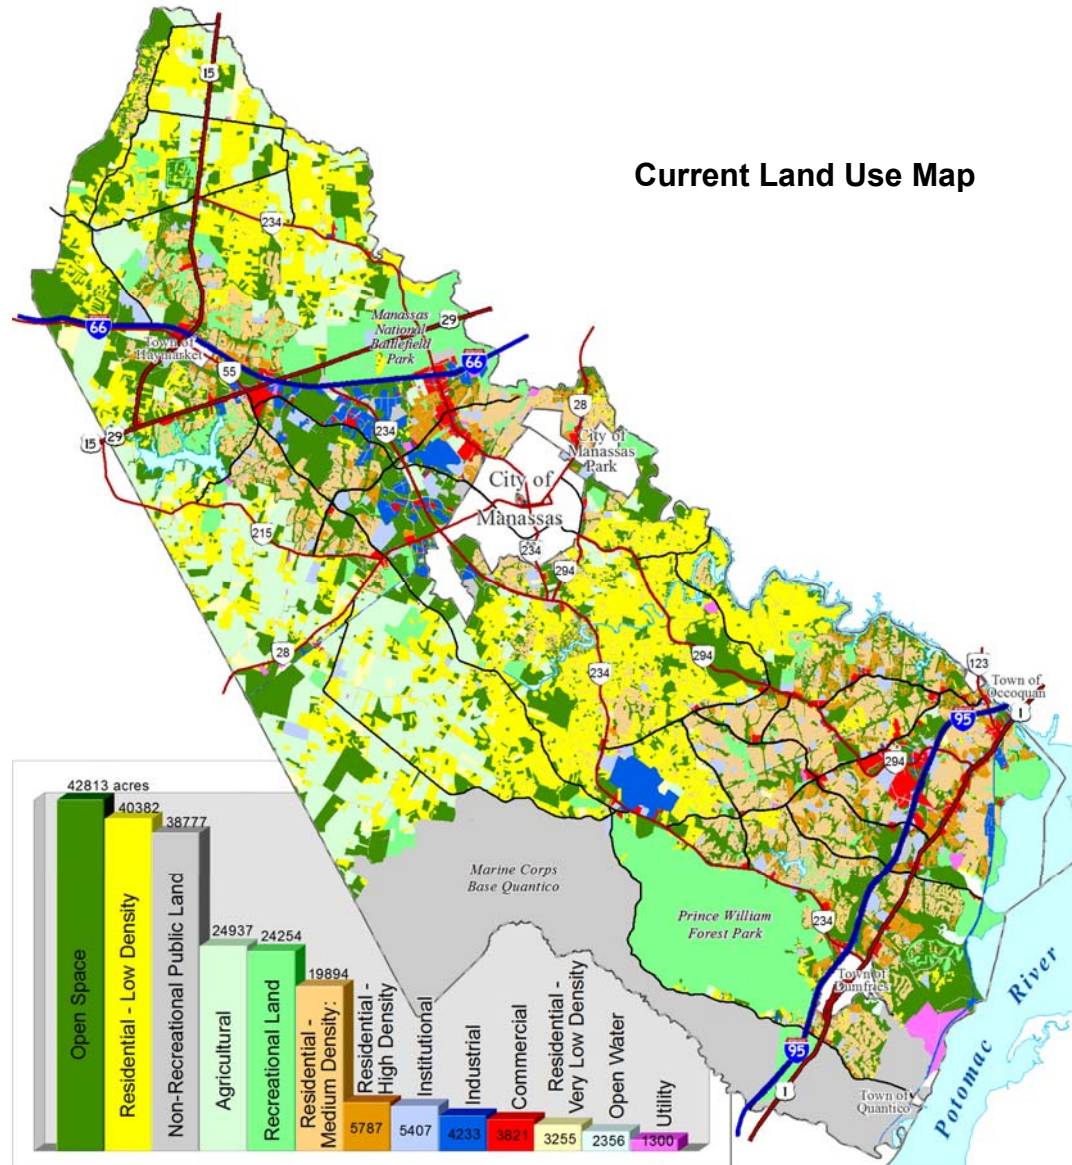 Current Land Use Map
15
234
Manassas
National
Battlefield
Park
29
66
Town of
Haymarket
55
66
28
15
29
234
City of
Manassas
Park
City of
Manassas
215
234
294
28
234
294
123
Town of
Occoquan
95
1
294
Marine Corps
Base Quantico
Prince William
Forest Park
234
Town of
Dumfries
95
1
Town of
Quantico
Potomac River
42813 acres
Open Space
40382
Residential - Low Density
38777
Non-Recreational Public Land
24937
Agricultural
24254
Recreational Land
19894
Residential -
Medium Density:
Residential -
High Density
5787
Institutional
5407
Industrial
4233
Commercial
3821
Residential -
Very Low Density
3255
Open Water
2356
Utility
1300